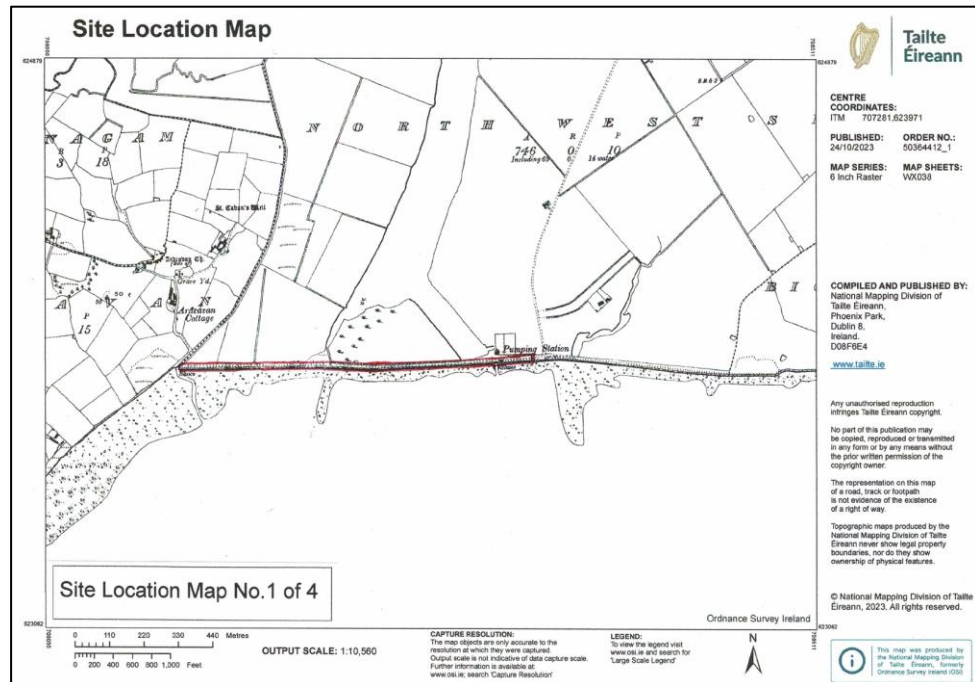 Site Location Map
Tailte
Éireann
CENTRE
COORDINATES:
ITM 707281,623971
PUBLISHED: ORDER NO.:
24/10/2023 50364412_1
MAP SERIES: MAP SHEETS:
6 Inch Raster WX038
COMPILED AND PUBLISHED BY:
National Mapping Division of
Tailte Éireann,
Phoenix Park,
Dublin 8,
Ireland.
D08F6E4
www.tailte.ie
Any unauthorised reproduction
infringes Tailte Éireann copyright.
No part of this publication may
be copied, reproduced or transmitted
in any form or by any means without
the prior written permission of the
copyright owner.
The representation on this map
of a road, track or footpath
is not evidence of the existence
of a right of way.
Topographic maps produced by the
National Mapping Division of Tailte
Éireann never show legal property
boundaries, nor do they show
ownership of physical features.
© National Mapping Division of Tailte
Éireann, 2023. All rights reserved.
This map was produced by
the National Mapping Division
of Tailte Éireann, formerly
Ordnance Survey Ireland (OSI)
624879
624879
N A G A M
N O R T H W E S T S
A R P
746 0 10
3 18
Grave Yd.
Ardcavan
Cottage
A N
A
P
15
B I G
Pumping Station
Site Location Map No.1 of 4
Ordnance Survey Ireland
623062
623062
0 110 220 330 440 Metres
0 200 400 600 800 1,000 Feet
OUTPUT SCALE: 1:10,560
CAPTURE RESOLUTION:
The map objects are only accurate to the
resolution at which they were captured.
Output scale is not indicative of data capture scale.
Further information is available at:
www.osi.ie; search 'Capture Resolution'
LEGEND:
To view the legend visit
www.osi.ie and search for
'Large Scale Legend'
N